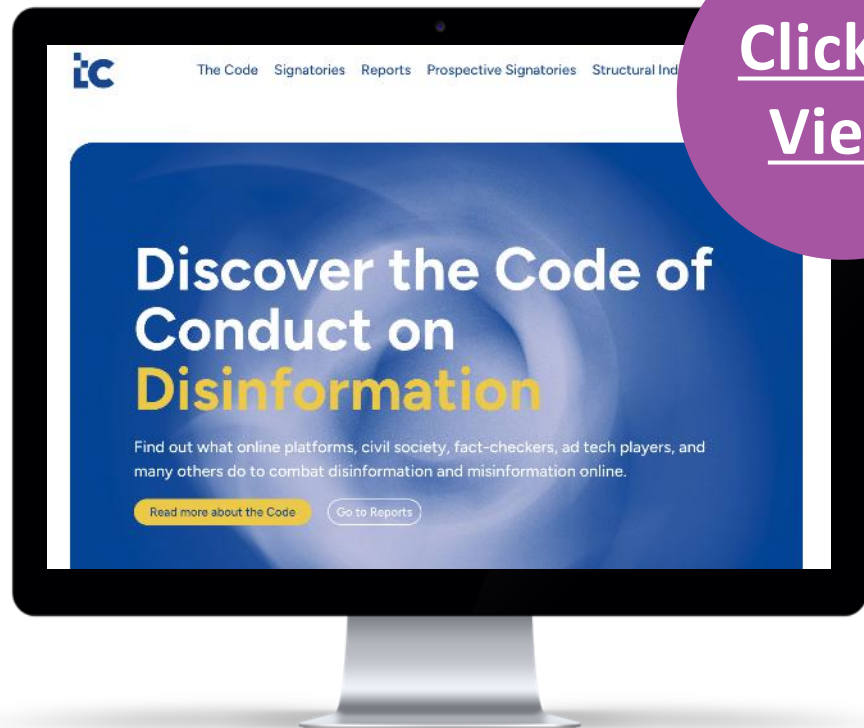 Click
Vie
tC
The Code Signatories Reports Prospective Signatories Structural Ind
Discover the Code of
Conduct on
Disinformation
Find out what online platforms, civil society, fact-checkers, ad tech players, and
many others do to combat disinformation and misinformation online.
Read more about the Code Go to Reports